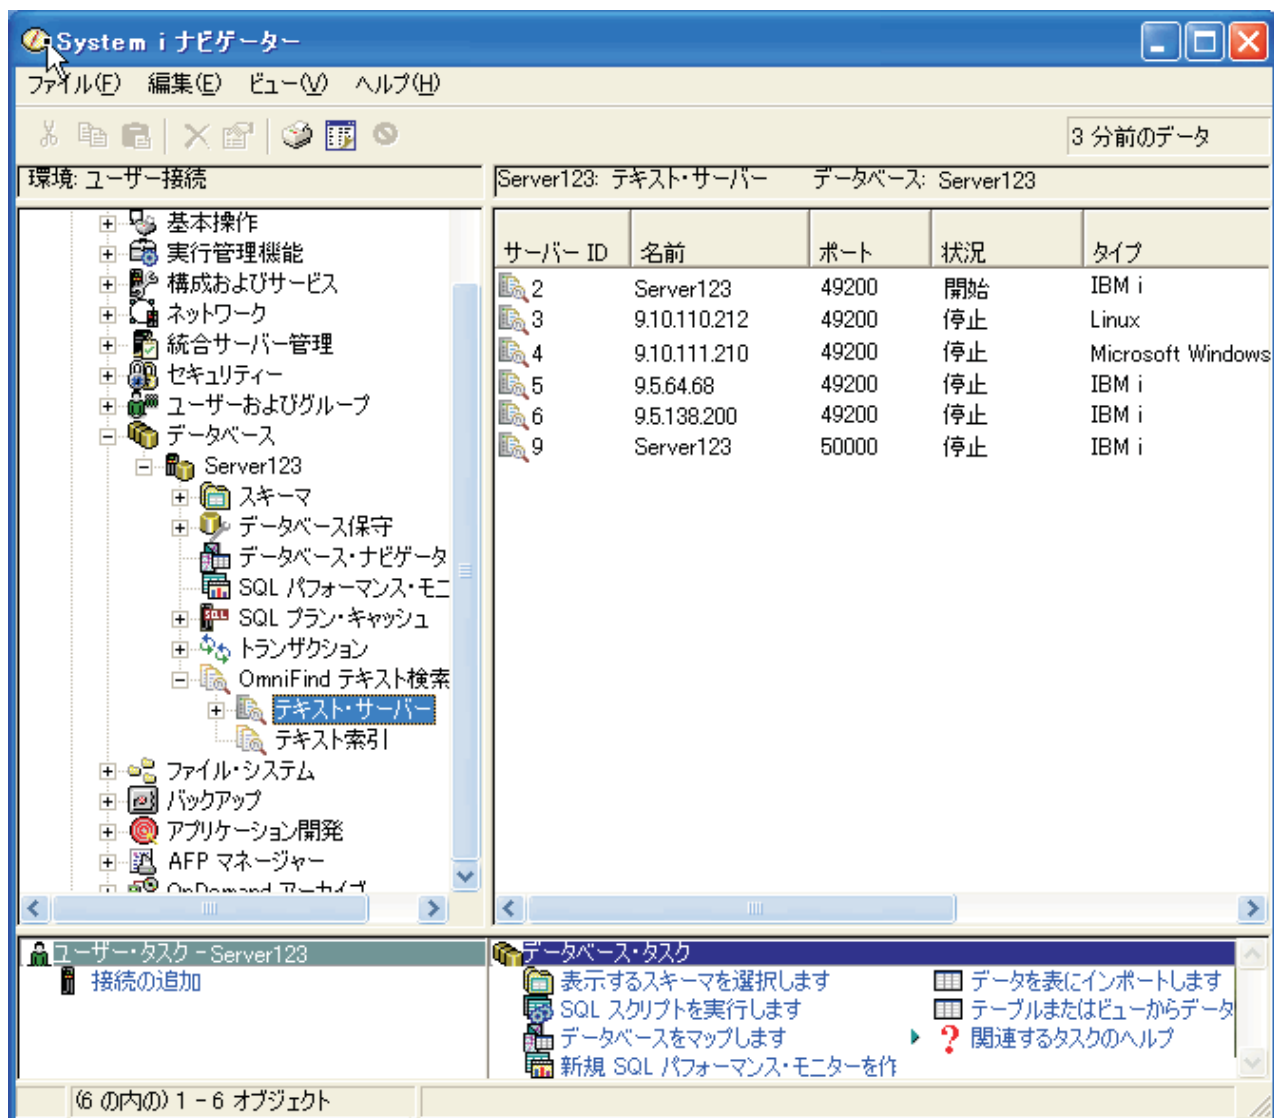 System i ナビゲーター
ファイル(F) 編集(E) ビュー(V) ヘルプ(H)
3 分前のデータ
環境: ユーザー接続
Server123: テキスト・サーバー データベース: Server123
基本操作
実行管理機能
構成およびサービス
ネットワーク
統合サーバー管理
セキュリティー
ユーザーおよびグループ
データベース
Server123
スキーマ
データベース保守
データベース・ナビゲータ
SQL パフォーマンス・モニ
SQL プラン・キャッシュ
トランザクション
OmniFind テキスト検索
テキスト・サーバー
テキスト索引
ファイル・システム
バックアップ
アプリケーション開発
AFP マネージャー
OnDemand アーカイブ
サーバー ID 名前 ポート 状況 タイプ
2 Server123 49200 開始 IBM i
3 9.10.110.212 49200 停止 Linux
4 9.10.111.210 49200 停止 Microsoft Windows
5 9.5.64.68 49200 停止 IBM i
6 9.5.138.200 49200 停止 IBM i
9 Server123 50000 停止 IBM i
ユーザー・タスク - Server123
接続の追加
データベース・タスク
表示するスキーマを選択します
SQL スクリプトを実行します
データベースをマップします
新規 SQL パフォーマンス・モニターを作
データを表にインポートします
テーブルまたはビューからデータ
関連するタスクのヘルプ
(6 の内の) 1 - 6 オブジェクト